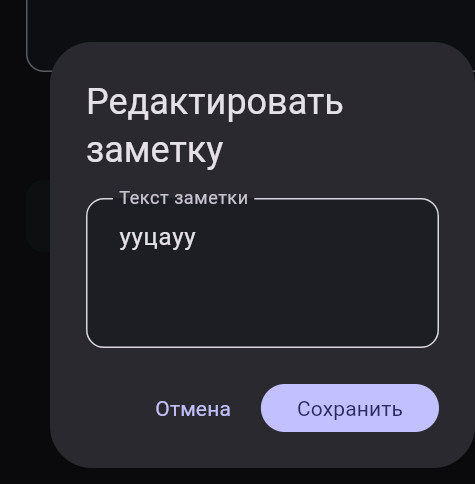 Редактировать
заметку
Текст заметки
ууцауу
Отмена
Сохранить